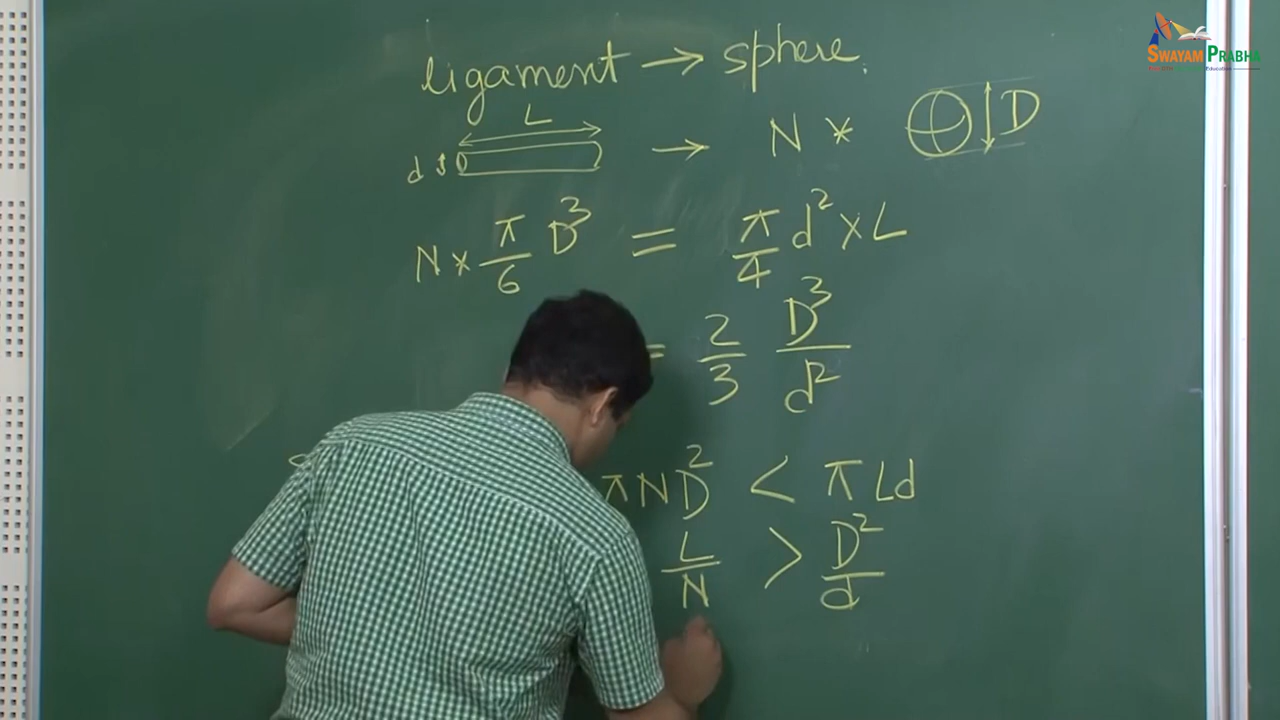 SWAYAM PRABHA
ligament → sphere.
L
d → N * D
N * π/6 D³ = π/4 d² × L
= 2/3 D³/d²
πND² < πLd
L/N > D²/d